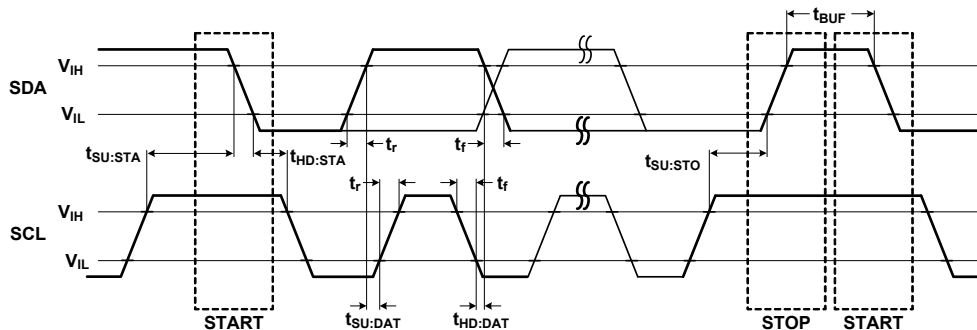 tBUF
VIH
SDA
VIL
tSU:STA
tHD:STA
tr
tf
tSU:STO
tr
tf
VIH
SCL
VIL
tSU:DAT
tHD:DAT
START
STOP
START